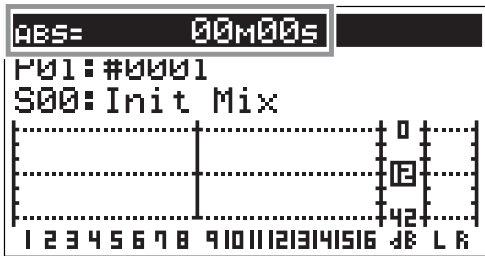 ABS= 00M00s
P01:#0001
S00:Init Mix
0
12
42
1 2 3 4 5 6 7 8 9 10 11 12 13 14 15 16 dB L R